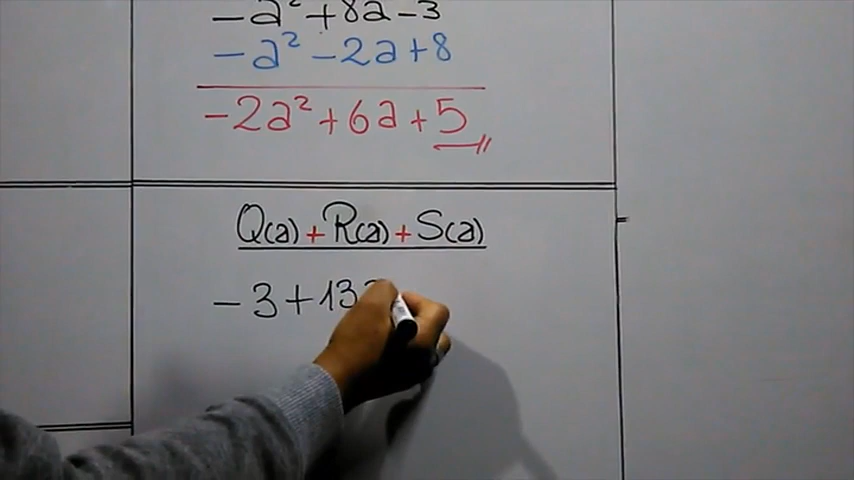 -a² + 8a - 3
-a² - 2a + 8
-2a² + 6a + 5
Q(a) + R(a) + S(a)
-3 + 13